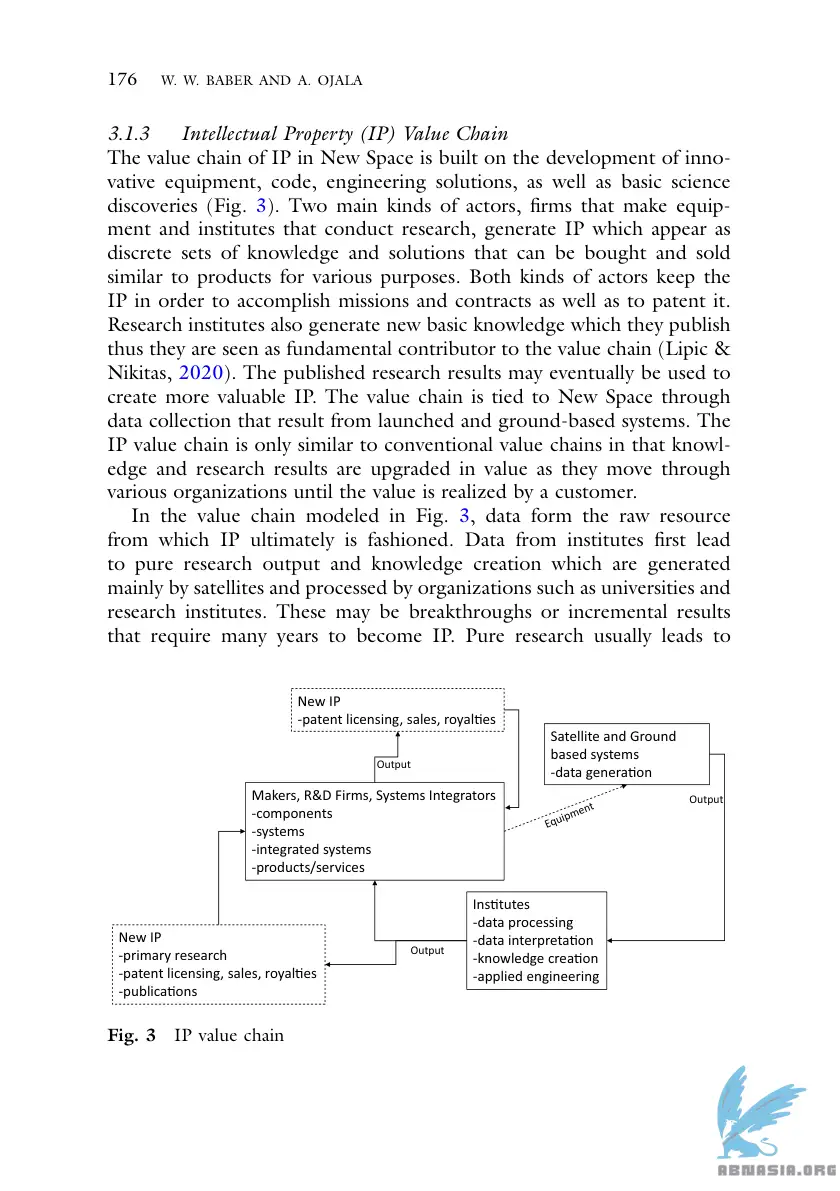 176 W. W. BABER AND A. OJALA
3.1.3 Intellectual Property (IP) Value Chain
The value chain of IP in New Space is built on the development of inno-
vative equipment, code, engineering solutions, as well as basic science
discoveries (Fig. 3). Two main kinds of actors, firms that make equip-
ment and institutes that conduct research, generate IP which appear as
discrete sets of knowledge and solutions that can be bought and sold
similar to products for various purposes. Both kinds of actors keep the
IP in order to accomplish missions and contracts as well as to patent it.
Research institutes also generate new basic knowledge which they publish
thus they are seen as fundamental contributor to the value chain (Lipic &
Nikitas, 2020). The published research results may eventually be used to
create more valuable IP. The value chain is tied to New Space through
data collection that result from launched and ground-based systems. The
IP value chain is only similar to conventional value chains in that knowl-
edge and research results are upgraded in value as they move through
various organizations until the value is realized by a customer.
In the value chain modeled in Fig. 3, data form the raw resource
from which IP ultimately is fashioned. Data from institutes first lead
to pure research output and knowledge creation which are generated
mainly by satellites and processed by organizations such as universities and
research institutes. These may be breakthroughs or incremental results
that require many years to become IP. Pure research usually leads to
New IP
-patent licensing, sales, royalties
Satellite and Ground
based systems
-data generation
Output
Makers, R&D Firms, Systems Integrators
-components
-systems
-integrated systems
-products/services
Equipment
Output
Institutes
-data processing
-data interpretation
-knowledge creation
-applied engineering
Output
New IP
-primary research
-patent licensing, sales, royalties
-publications
Fig. 3 IP value chain
ABNASIA.ORG